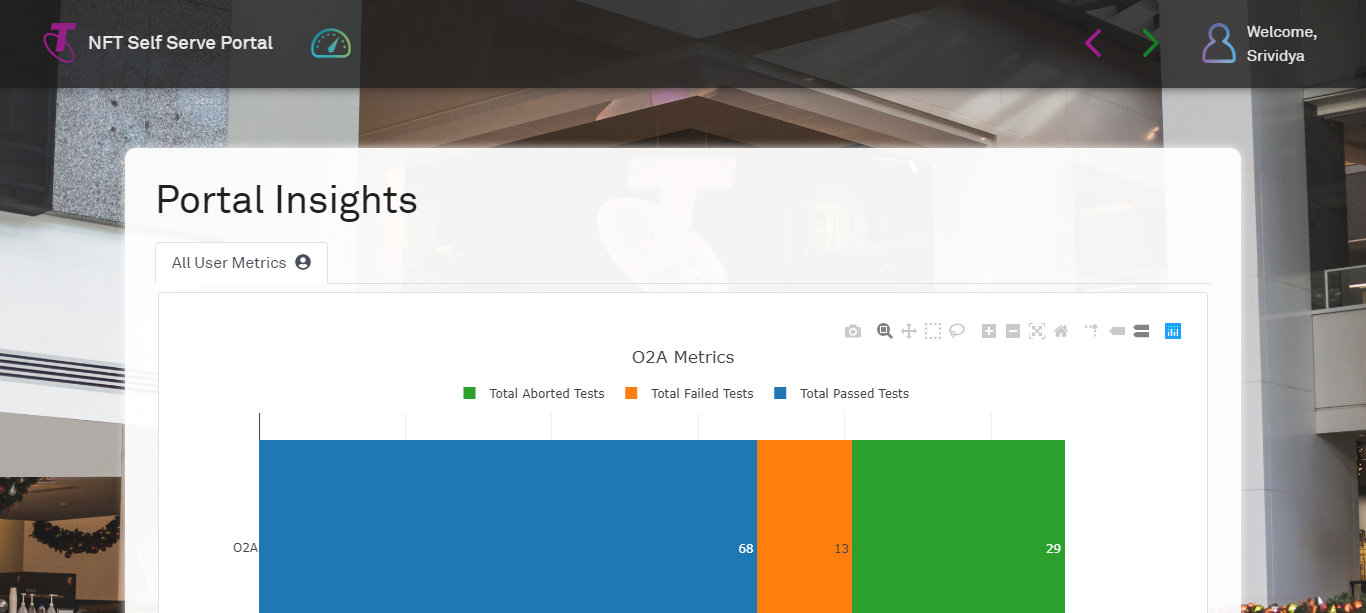 NFT Self Serve Portal
Welcome,
Srividya
Portal Insights
All User Metrics
O2A Metrics
Total Aborted Tests
Total Failed Tests
Total Passed Tests
O2A
68
13
29